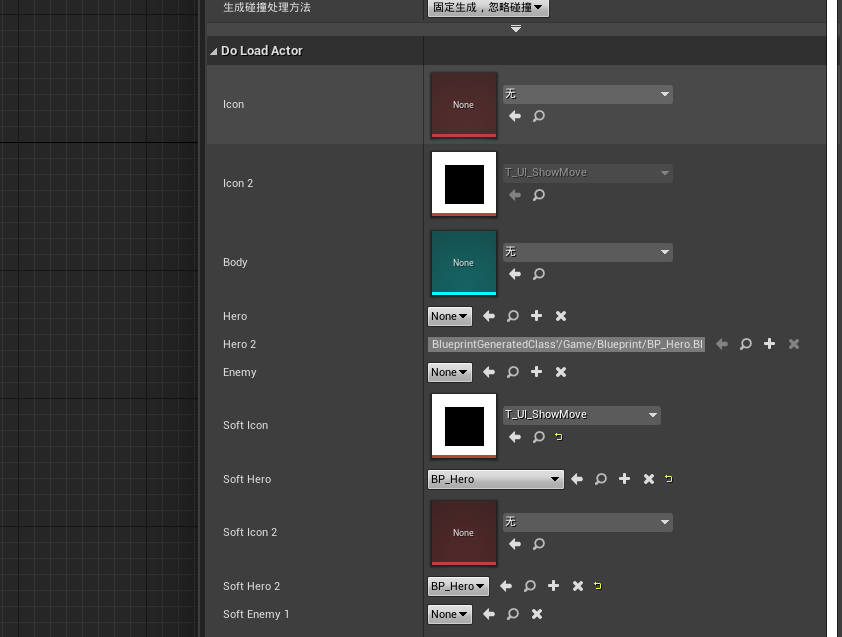 生成碰撞处理方法
固定生成，忽略碰撞
Do Load Actor
Icon
None
无
Icon 2
T_UI_ShowMove
Body
None
无
Hero
None
Hero 2
BlueprintGeneratedClass'/Game/Blueprint/BP_Hero.Bl
Enemy
None
Soft Icon
T_UI_ShowMove
Soft Hero
BP_Hero
Soft Icon 2
None
无
Soft Hero 2
BP_Hero
Soft Enemy 1
None